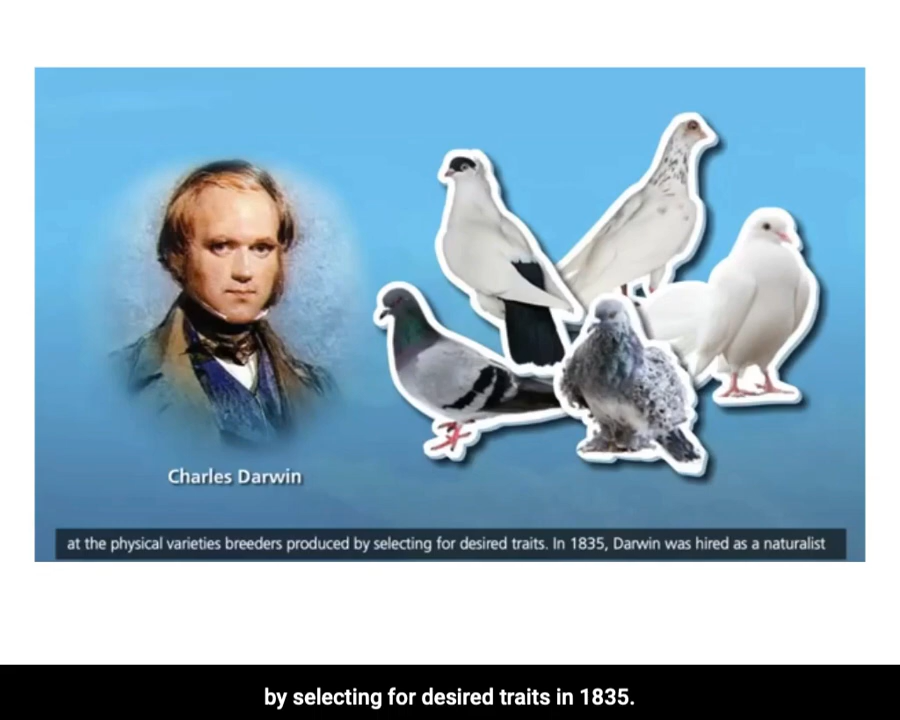 Charles Darwin
at the physical varieties breeders produced by selecting for desired traits. In 1835, Darwin was hired as a naturalist
by selecting for desired traits in 1835.